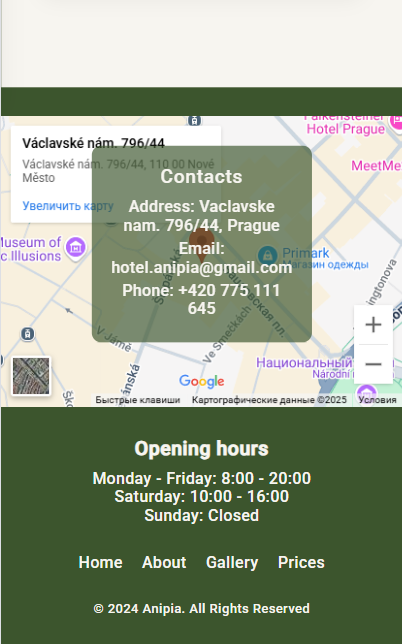 Falkensteiner
Hotel Prague
Václavské nám. 796/44
Václavské nám. 796/44, 110 00 Nové
Město
Увеличить карту
MeetMe
Contacts
Address: Vaclavske
nam. 796/44, Prague
Email:
hotel.anipia@gmail.com
Phone: +420 775 111
645
Museum of
c Illusions
Primark
Магазин одежды
V Jámě
Ve Smečkách
Национальный
Národní
Google
Быстрые клавиши
Картографические данные ©2025
Условия
Opening hours
Monday - Friday: 8:00 - 20:00
Saturday: 10:00 - 16:00
Sunday: Closed
Home About Gallery Prices
© 2024 Anipia. All Rights Reserved